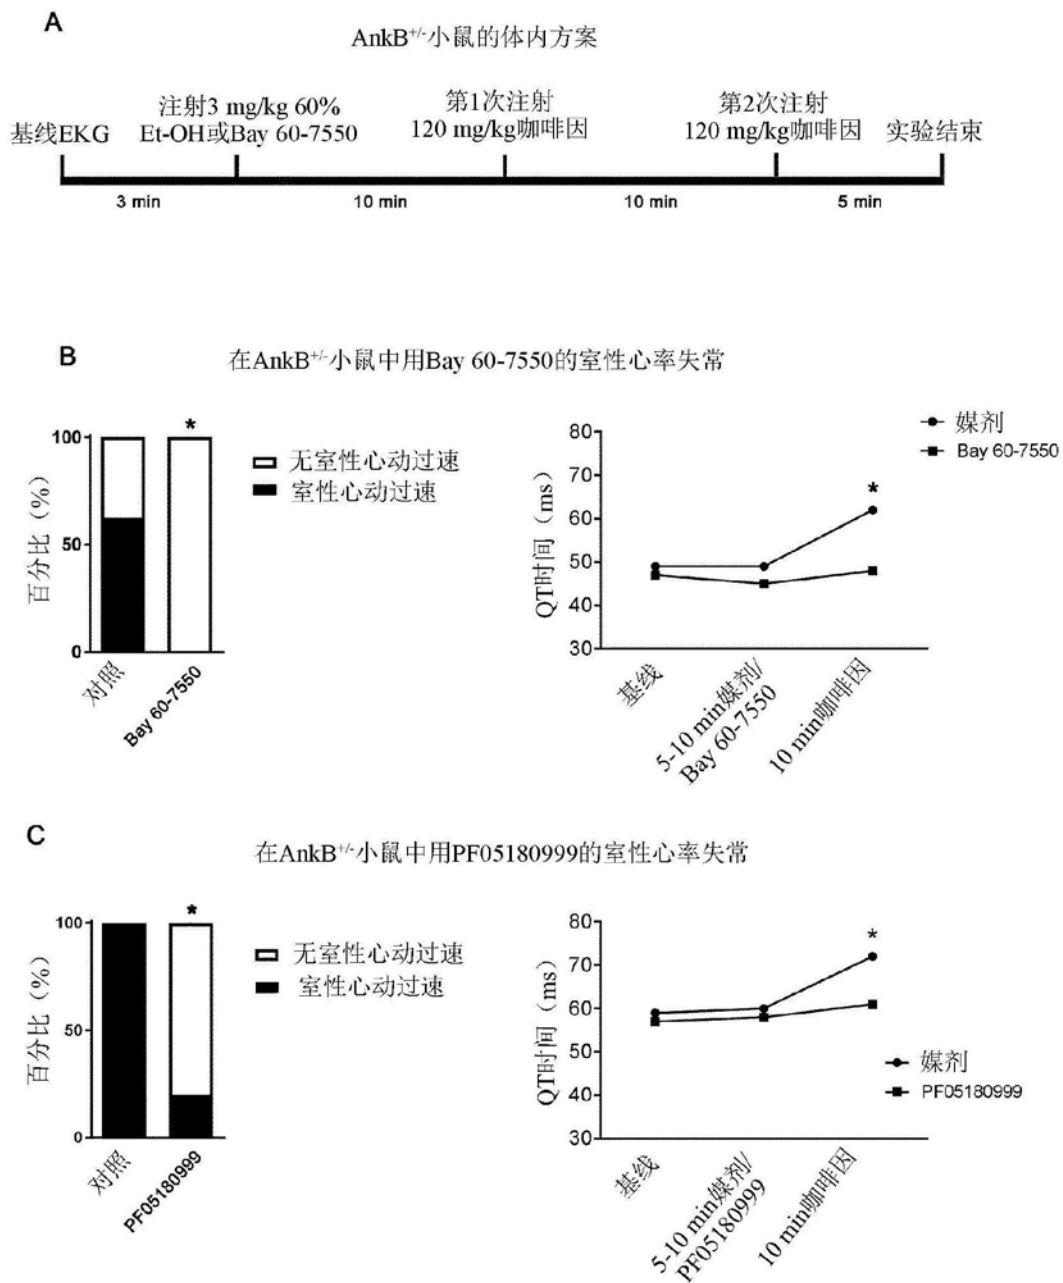 A
AnkB+/-小鼠的体内方案
基线EKG
注射3 mg/kg 60%
Et-OH或Bay 60-7550
第1次注射
120 mg/kg咖啡因
第2次注射
120 mg/kg咖啡因
实验结束
3 min
10 min
10 min
5 min
B
在AnkB+/-小鼠中用Bay 60-7550的室性心率失常
百分比（%）
100
50
0
*
对照
Bay 60-7550
无室性心动过速
室性心动过速
QT时间（ms）
80
70
60
50
40
30
*
媒剂
Bay 60-7550
基线
5-10 min媒剂/
Bay 60-7550
10 min咖啡因
C
在AnkB+/-小鼠中用PF05180999的室性心率失常
百分比（%）
100
50
0
*
对照
PF05180999
无室性心动过速
室性心动过速
QT时间（ms）
80
70
60
50
40
30
*
媒剂
PF05180999
基线
5-10 min媒剂/
PF05180999
10 min咖啡因